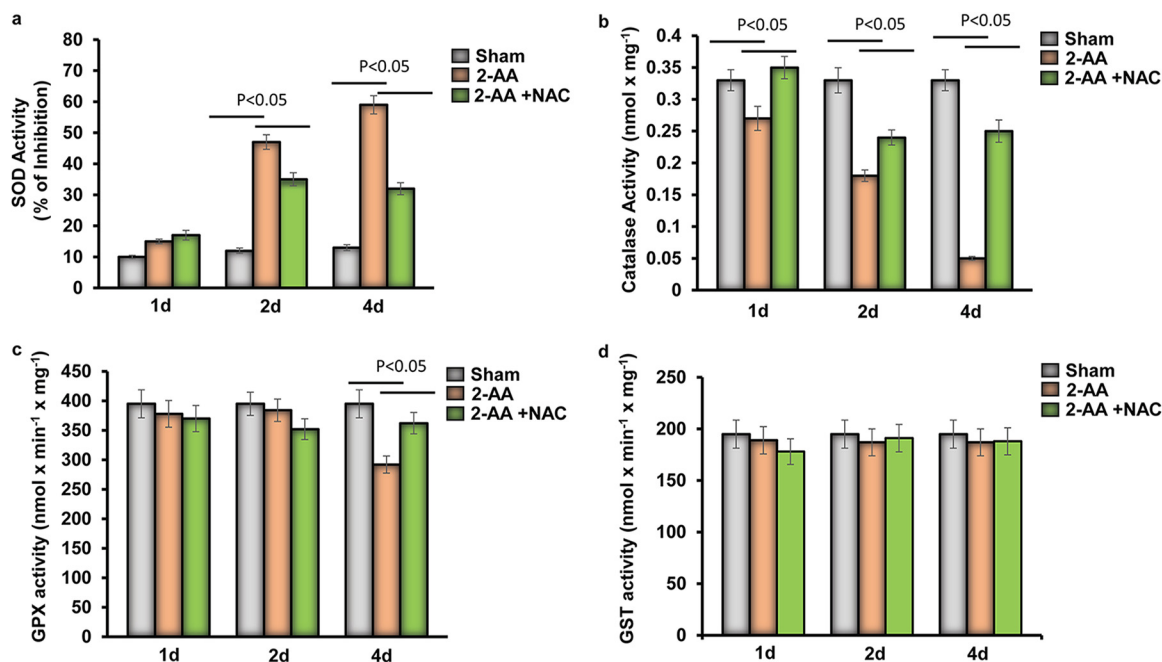 a
SOD Activity
(% of Inhibition)
80
70
60
50
40
30
20
10
0
P<0.05
P<0.05
Sham
2-AA
2-AA +NAC
1d
2d
4d
b
Catalase Activity (nmol x mg⁻¹)
0.4
0.35
0.3
0.25
0.2
0.15
0.1
0.05
0
P<0.05
P<0.05
P<0.05
Sham
2-AA
2-AA +NAC
1d
2d
4d
c
GPX activity (nmol x min⁻¹ x mg⁻¹)
450
400
350
300
250
200
150
100
50
0
P<0.05
Sham
2-AA
2-AA +NAC
1d
2d
4d
d
GST activity (nmol x min⁻¹ x mg⁻¹)
250
200
150
100
50
0
Sham
2-AA
2-AA +NAC
1d
2d
4d